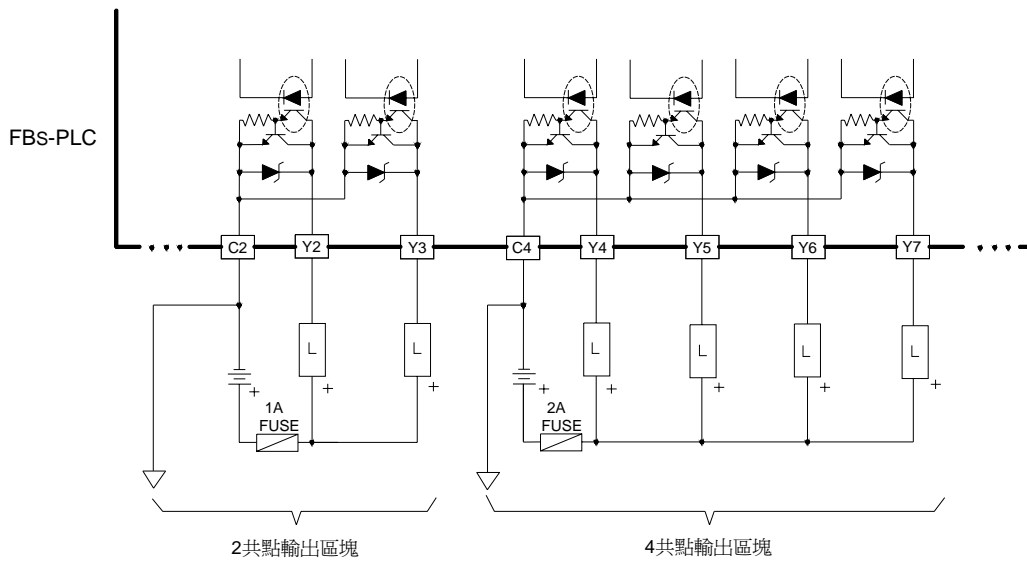 FBs-PLC
C2 Y2 Y3 C4 Y4 Y5 Y6 Y7
L L L L L L
+ + + + + + + +
1A
FUSE
2A
FUSE
2共點輸出區塊
4共點輸出區塊